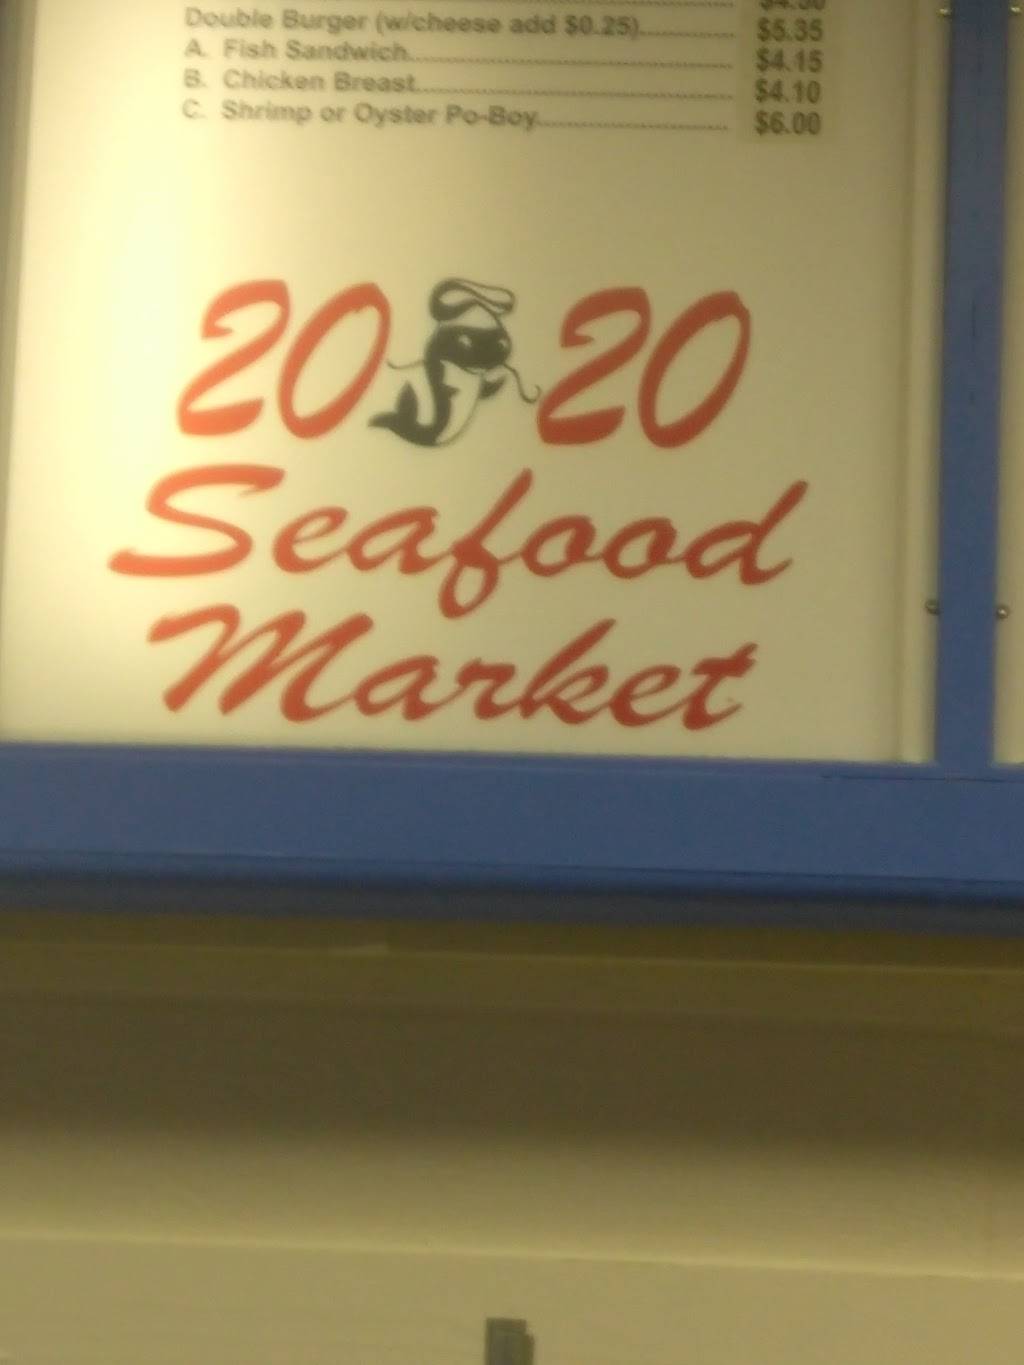 Double Burger (w/cheese add $0.25)................ $5.35
A. Fish Sandwich........................................................ $4.15
B. Chicken Breast....................................................... $4.10
C. Shrimp or Oyster Po-Boy................................. $6.00
20 20
Seafood
Market